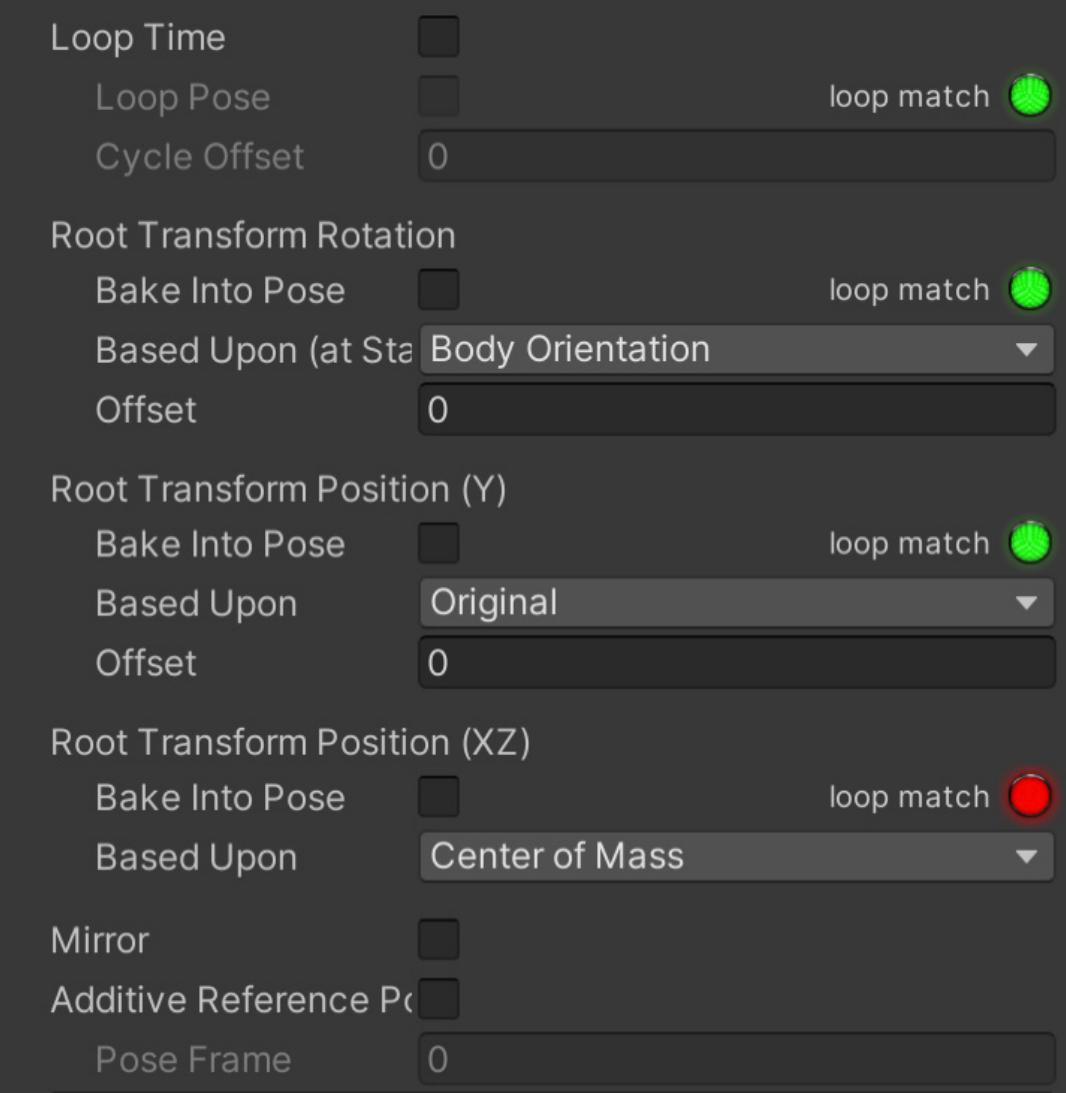 Loop Time
Loop Pose loop match
Cycle Offset 0
Root Transform Rotation
Bake Into Pose loop match
Based Upon (at Sta Body Orientation
Offset 0
Root Transform Position (Y)
Bake Into Pose loop match
Based Upon Original
Offset 0
Root Transform Position (XZ)
Bake Into Pose loop match
Based Upon Center of Mass
Mirror
Additive Reference Po
Pose Frame 0